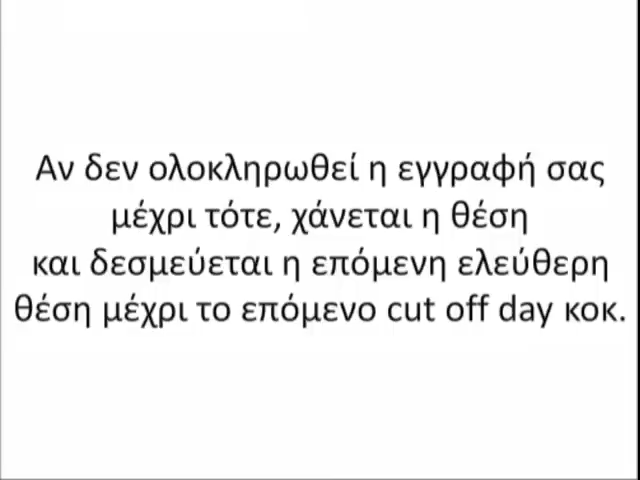 Αν δεν ολοκληρωθεί η εγγραφή σας
μέχρι τότε, χάνεται η θέση
και δεσμεύεται η επόμενη ελεύθερη
θέση μέχρι το επόμενο cut off day κοκ.